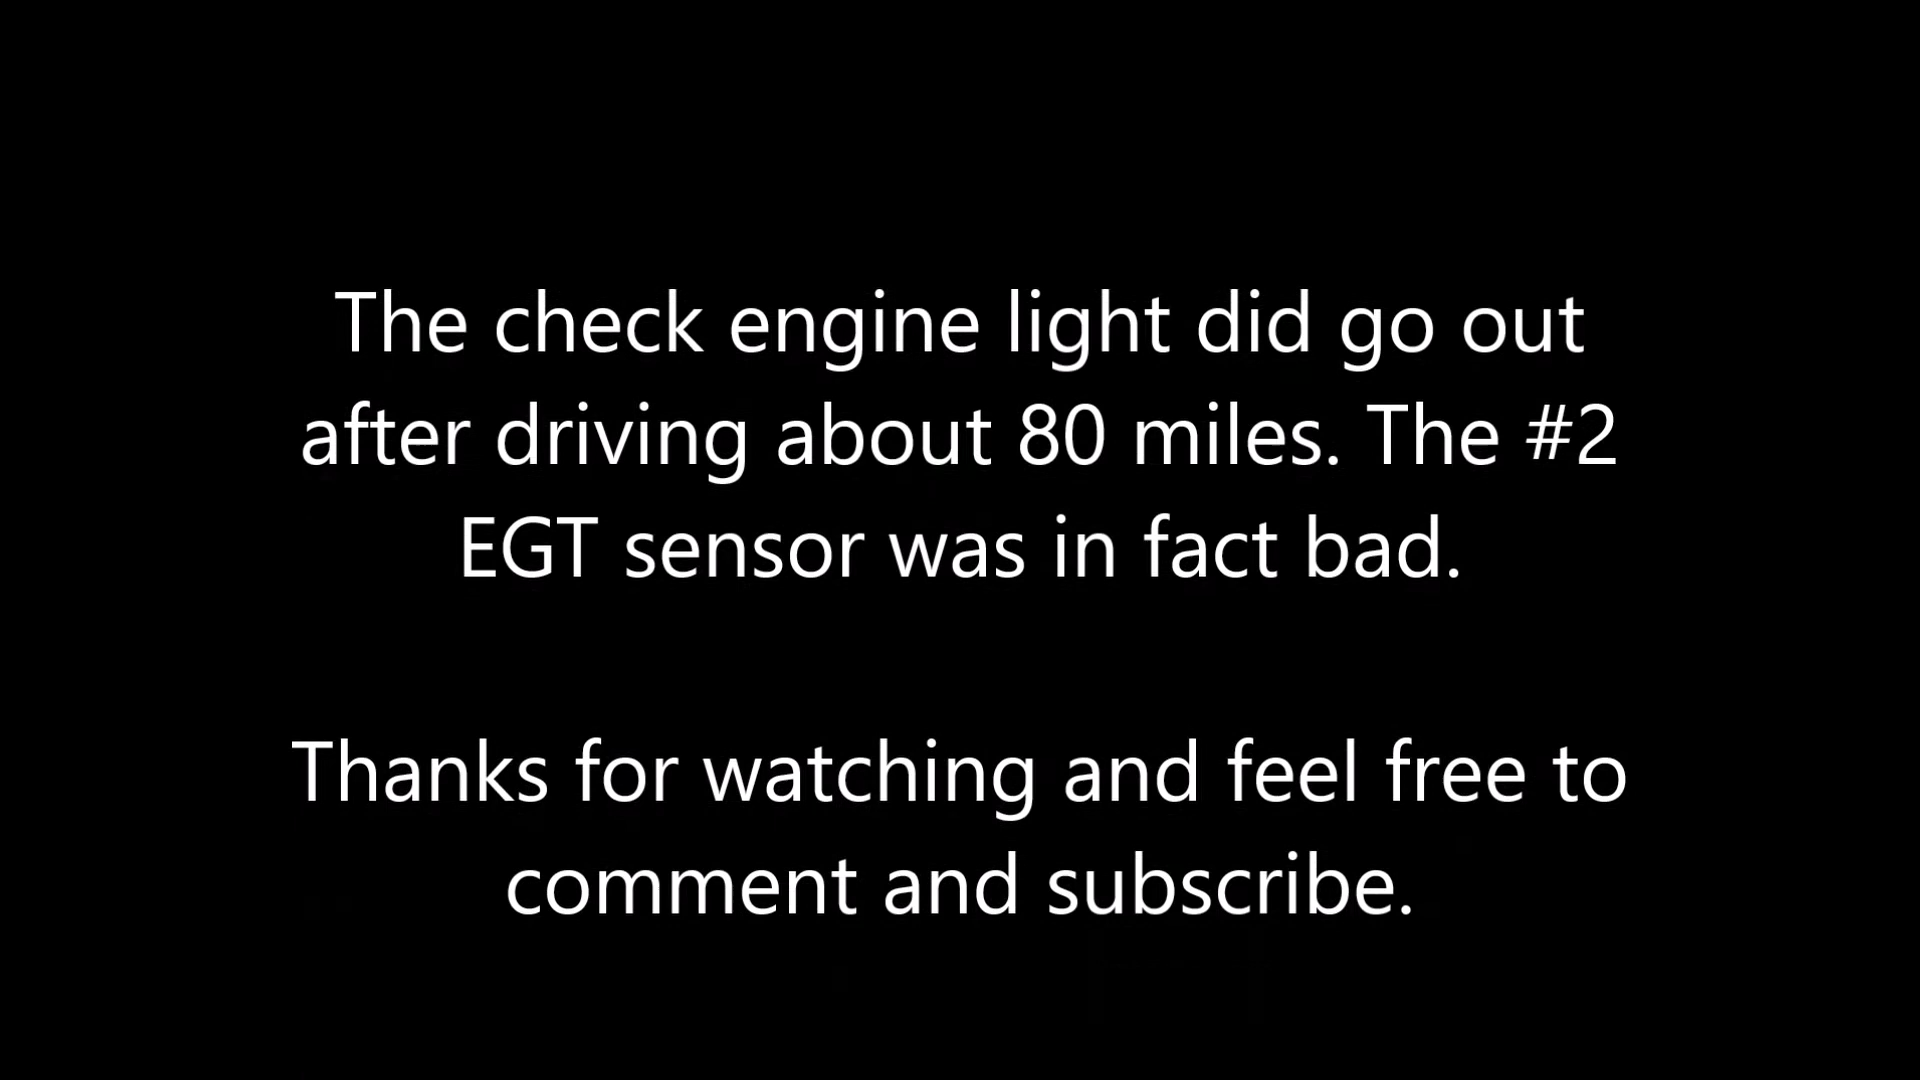 The check engine light did go out
after driving about 80 miles. The #2
EGT sensor was in fact bad.
Thanks for watching and feel free to
comment and subscribe.